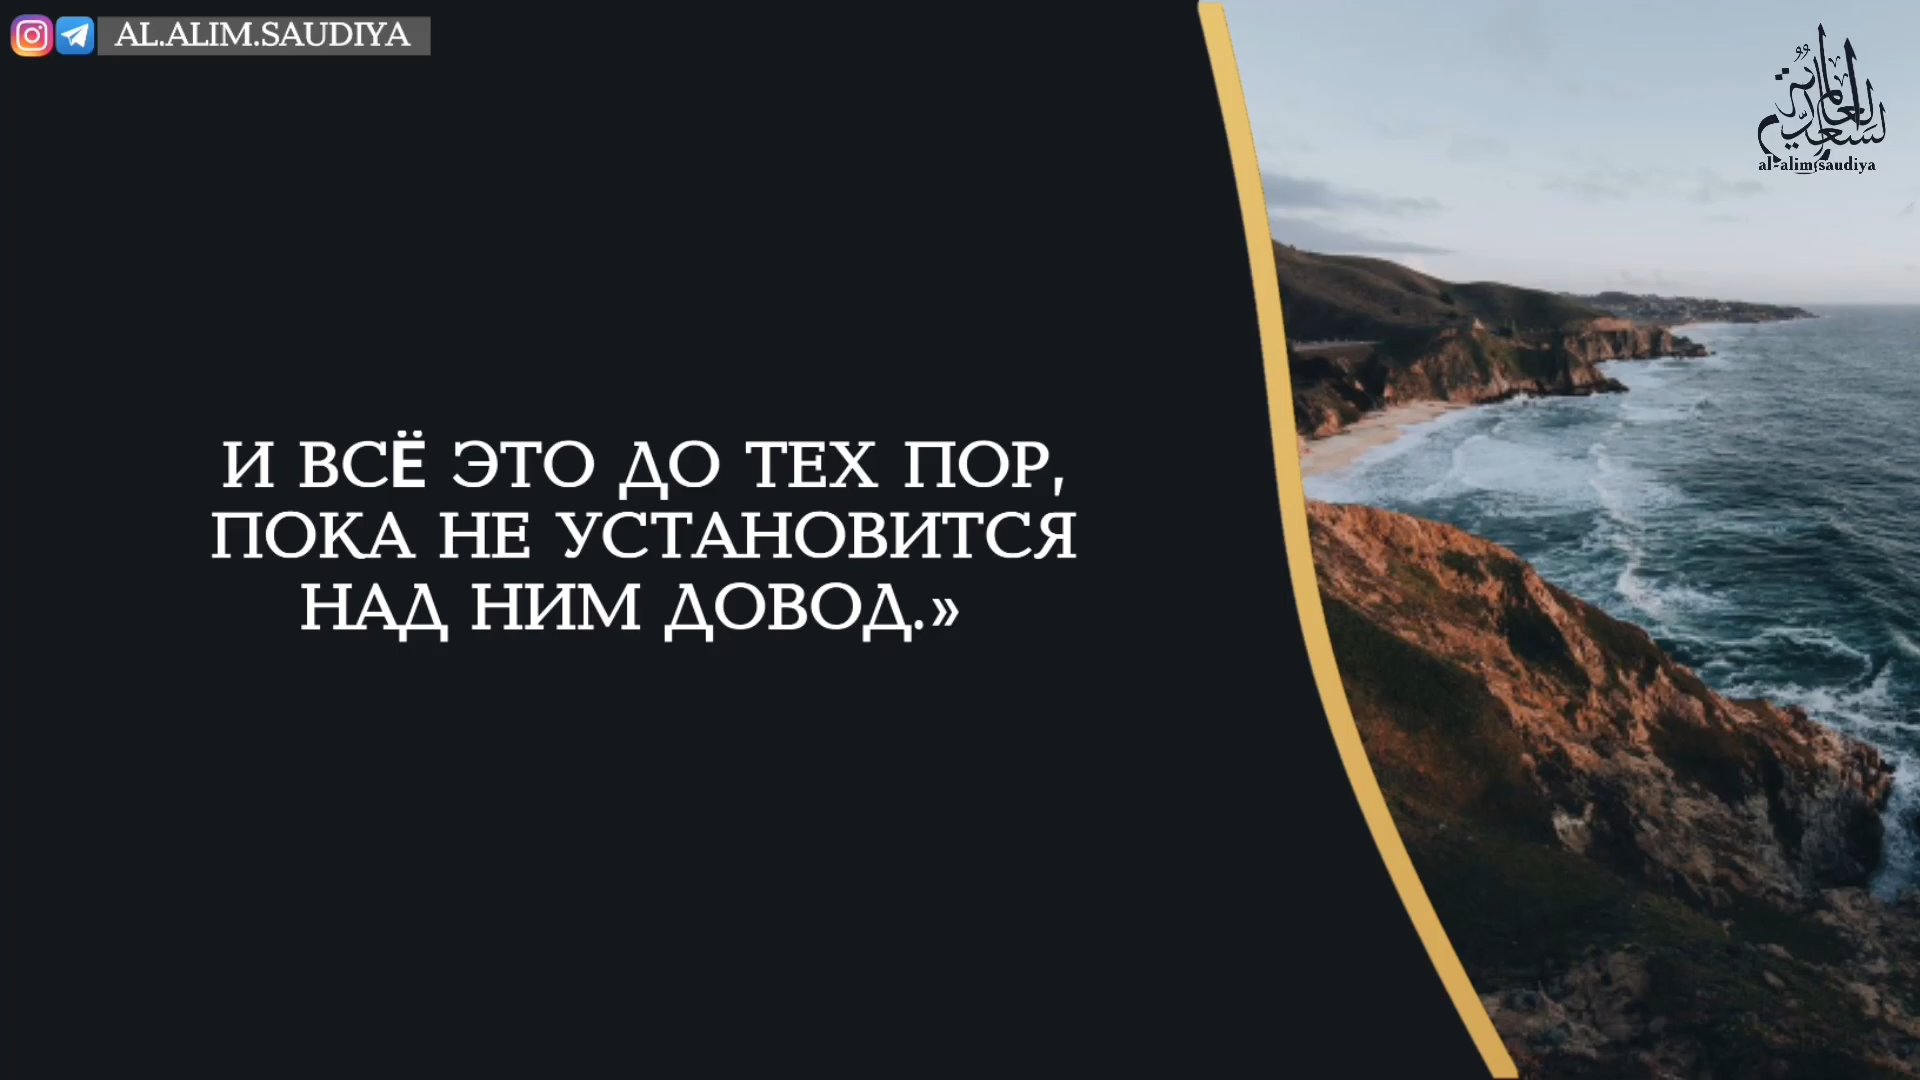 AL.ALIM.SAUDIYA
al-alim-saudiya
И ВСЁ ЭТО ДО ТЕХ ПОР,
ПОКА НЕ УСТАНОВИТСЯ
НАД НИМ ДОВОД.»